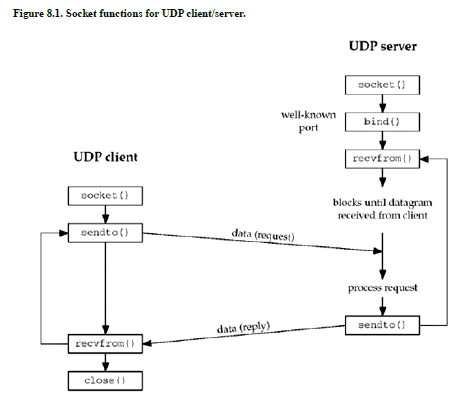 Figure 8.1. Socket functions for UDP client/server.
UDP server
socket()
well-known
port
bind()
recvfrom()
UDP client
blocks until datagram
received from client
socket()
sendto()
data (request)
process request
data (reply)
sendto()
recvfrom()
close()